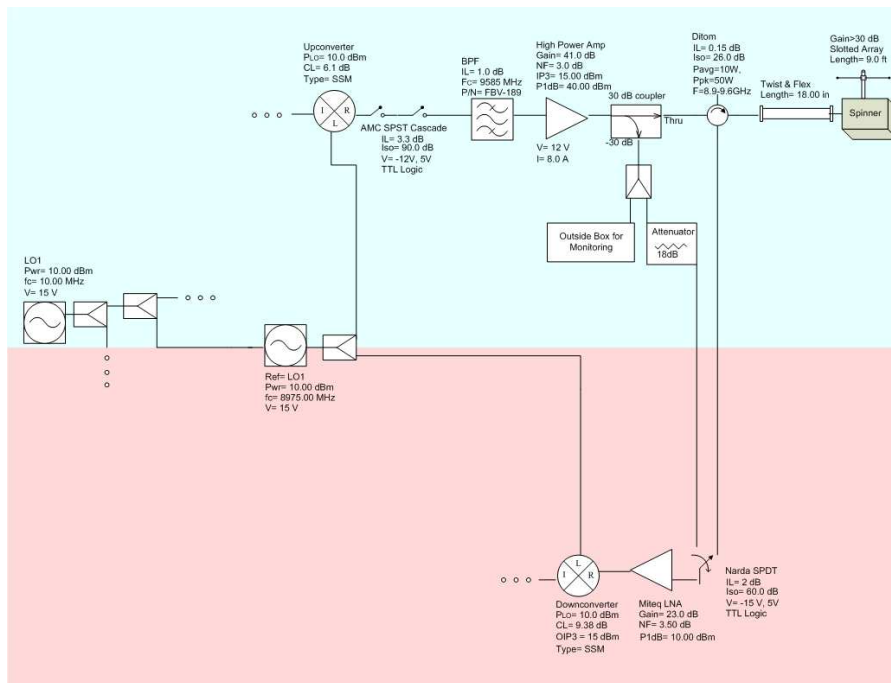 Upconverter
PLO= 10.0 dBm
CL= 6.1 dB
Type= SSM
I
R
L
AMC SPST Cascade
IL= 3.3 dB
Iso= 90.0 dB
V= -12V, 5V
TTL Logic
BPF
IL= 1.0 dB
FC= 9585 MHz
P/N= FBV-189
High Power Amp
Gain= 41.0 dB
NF= 3.0 dB
IP3= 15.00 dBm
P1dB= 40.00 dBm
V= 12 V
I= 8.0 A
30 dB coupler
Thru
-30 dB
Ditom
IL= 0.15 dB
Iso= 26.0 dB
Pavg=10W,
Ppk=50W
F=8.9-9.6GHz
Twist & Flex
Length= 18.00 in
Gain>30 dB
Slotted Array
Length= 9.0 ft
Spinner
Outside Box for
Monitoring
Attenuator
18dB
LO1
Pwr= 10.00 dBm
fc= 10.00 MHz
V= 15 V
Ref= LO1
Pwr= 10.00 dBm
fc= 8975.00 MHz
V= 15 V
L
I
R
Downconverter
PLO= 10.0 dBm
CL= 9.38 dB
OIP3 = 15 dBm
Type= SSM
Miteq LNA
Gain= 23.0 dB
NF= 3.50 dB
P1dB= 10.00 dBm
Narda SPDT
IL= 2 dB
Iso= 60.0 dB
V= -15 V, 5V
TTL Logic